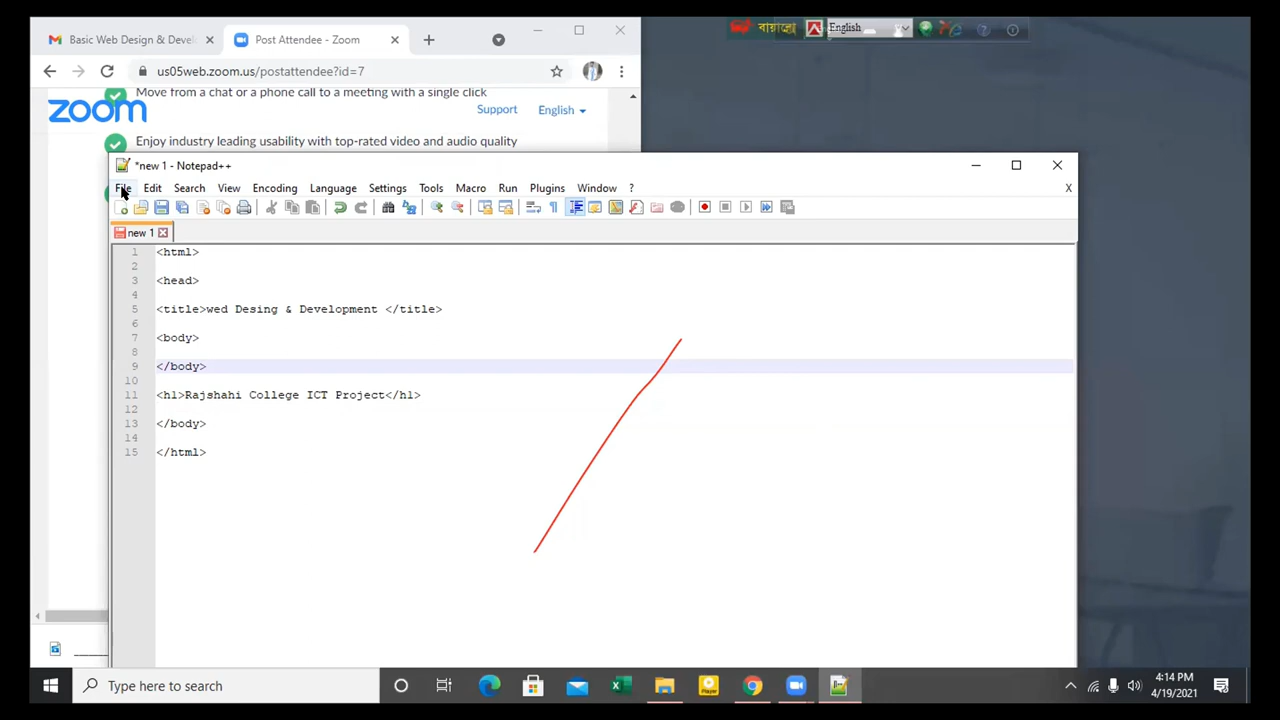 Basic Web Design & Devel
Post Attendee - Zoom
us05web.zoom.us/postattendee?id=7
বায়ান্নো
English
Move from a chat or a phone call to a meeting with a single click
zoom
Support
English
Enjoy industry leading usability with top-rated video and audio quality
*new 1 - Notepad++
File Edit Search View Encoding Language Settings Tools Macro Run Plugins Window ?
X
new 1
1 <html>
2
3 <head>
4
5 <title>wed Desing & Development </title>
6
7 <body>
8
9 </body>
10
11 <h1>Rajshahi College ICT Project</h1>
12
13 </body>
14
15 </html>
Type here to search
4:14 PM
4/19/2021